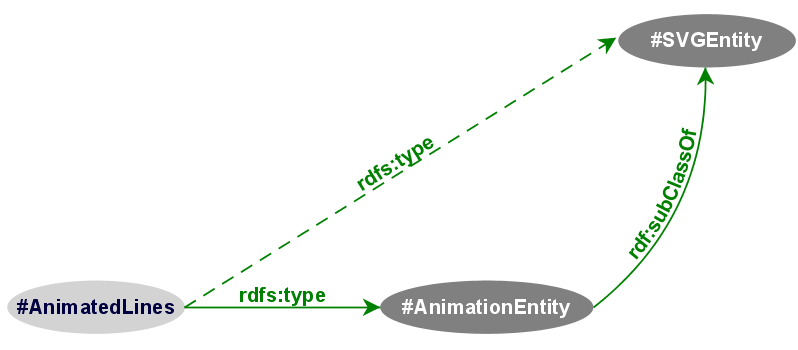 #SVGEntity
rdfs:type
rdf:subClassOf
rdfs:type
#AnimatedLines
#AnimationEntity